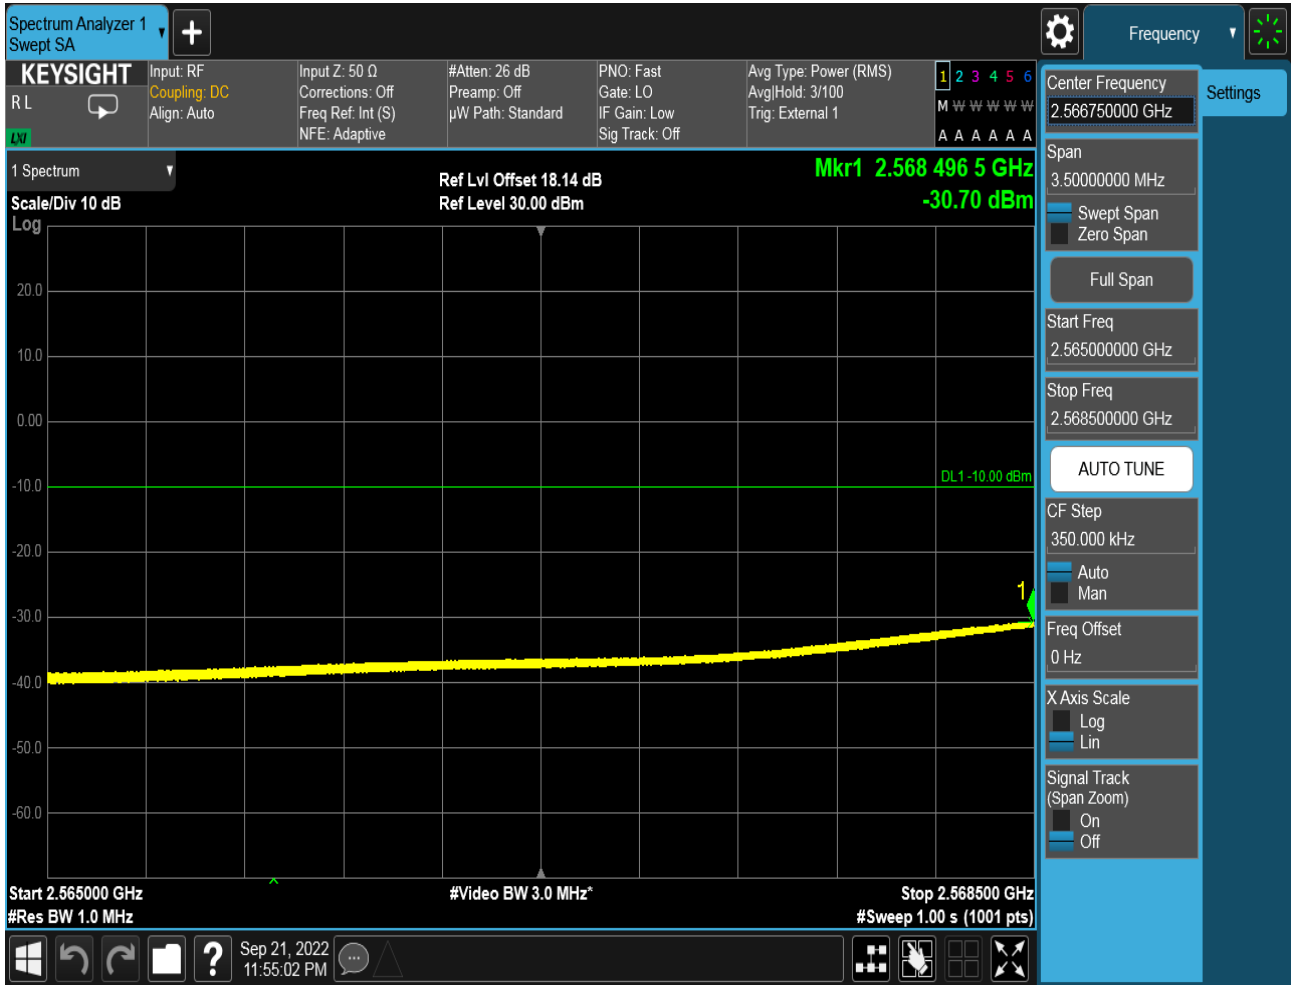 Spectrum Analyzer 1
Swept SA
Frequency
KEYSIGHT
R L
LXI
Input: RF
Coupling: DC
Align: Auto
Input Z: 50 Ω
Corrections: Off
Freq Ref: Int (S)
NFE: Adaptive
#Atten: 26 dB
Preamp: Off
µW Path: Standard
PNO: Fast
Gate: LO
IF Gain: Low
Sig Track: Off
Avg Type: Power (RMS)
Avg|Hold: 3/100
Trig: External 1
1 2 3 4 5 6
M W W W W W
A A A A A A
1 Spectrum
Scale/Div 10 dB
Log
Ref Lvl Offset 18.14 dB
Ref Level 30.00 dBm
Mkr1 2.568 496 5 GHz
-30.70 dBm
20.0
10.0
0.00
-10.0
-20.0
-30.0
-40.0
-50.0
-60.0
DL1 -10.00 dBm
1
Start 2.565000 GHz
#Res BW 1.0 MHz
#Video BW 3.0 MHz*
Stop 2.568500 GHz
#Sweep 1.00 s (1001 pts)
Sep 21, 2022
11:55:02 PM
?
Center Frequency
2.566750000 GHz
Settings
Span
3.50000000 MHz
Swept Span
Zero Span
Full Span
Start Freq
2.565000000 GHz
Stop Freq
2.568500000 GHz
AUTO TUNE
CF Step
350.000 kHz
Auto
Man
Freq Offset
0 Hz
X Axis Scale
Log
Lin
Signal Track
(Span Zoom)
On
Off